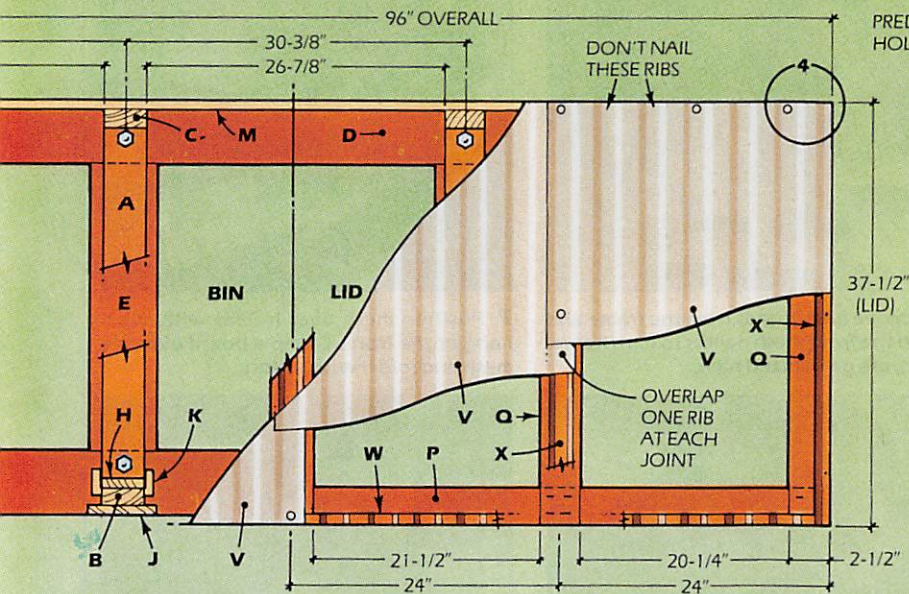 96" OVERALL
30-3/8"
26-7/8"
DON'T NAIL
THESE RIBS
4
PRED
HOL
C
M
D
A
E
BIN
LID
37-1/2"
(LID)
X
V
Q
H
K
V
Q
OVERLAP
ONE RIB
AT EACH
JOINT
W
P
X
B
J
V
21-1/2"
20-1/4"
2-1/2"
24"
24"